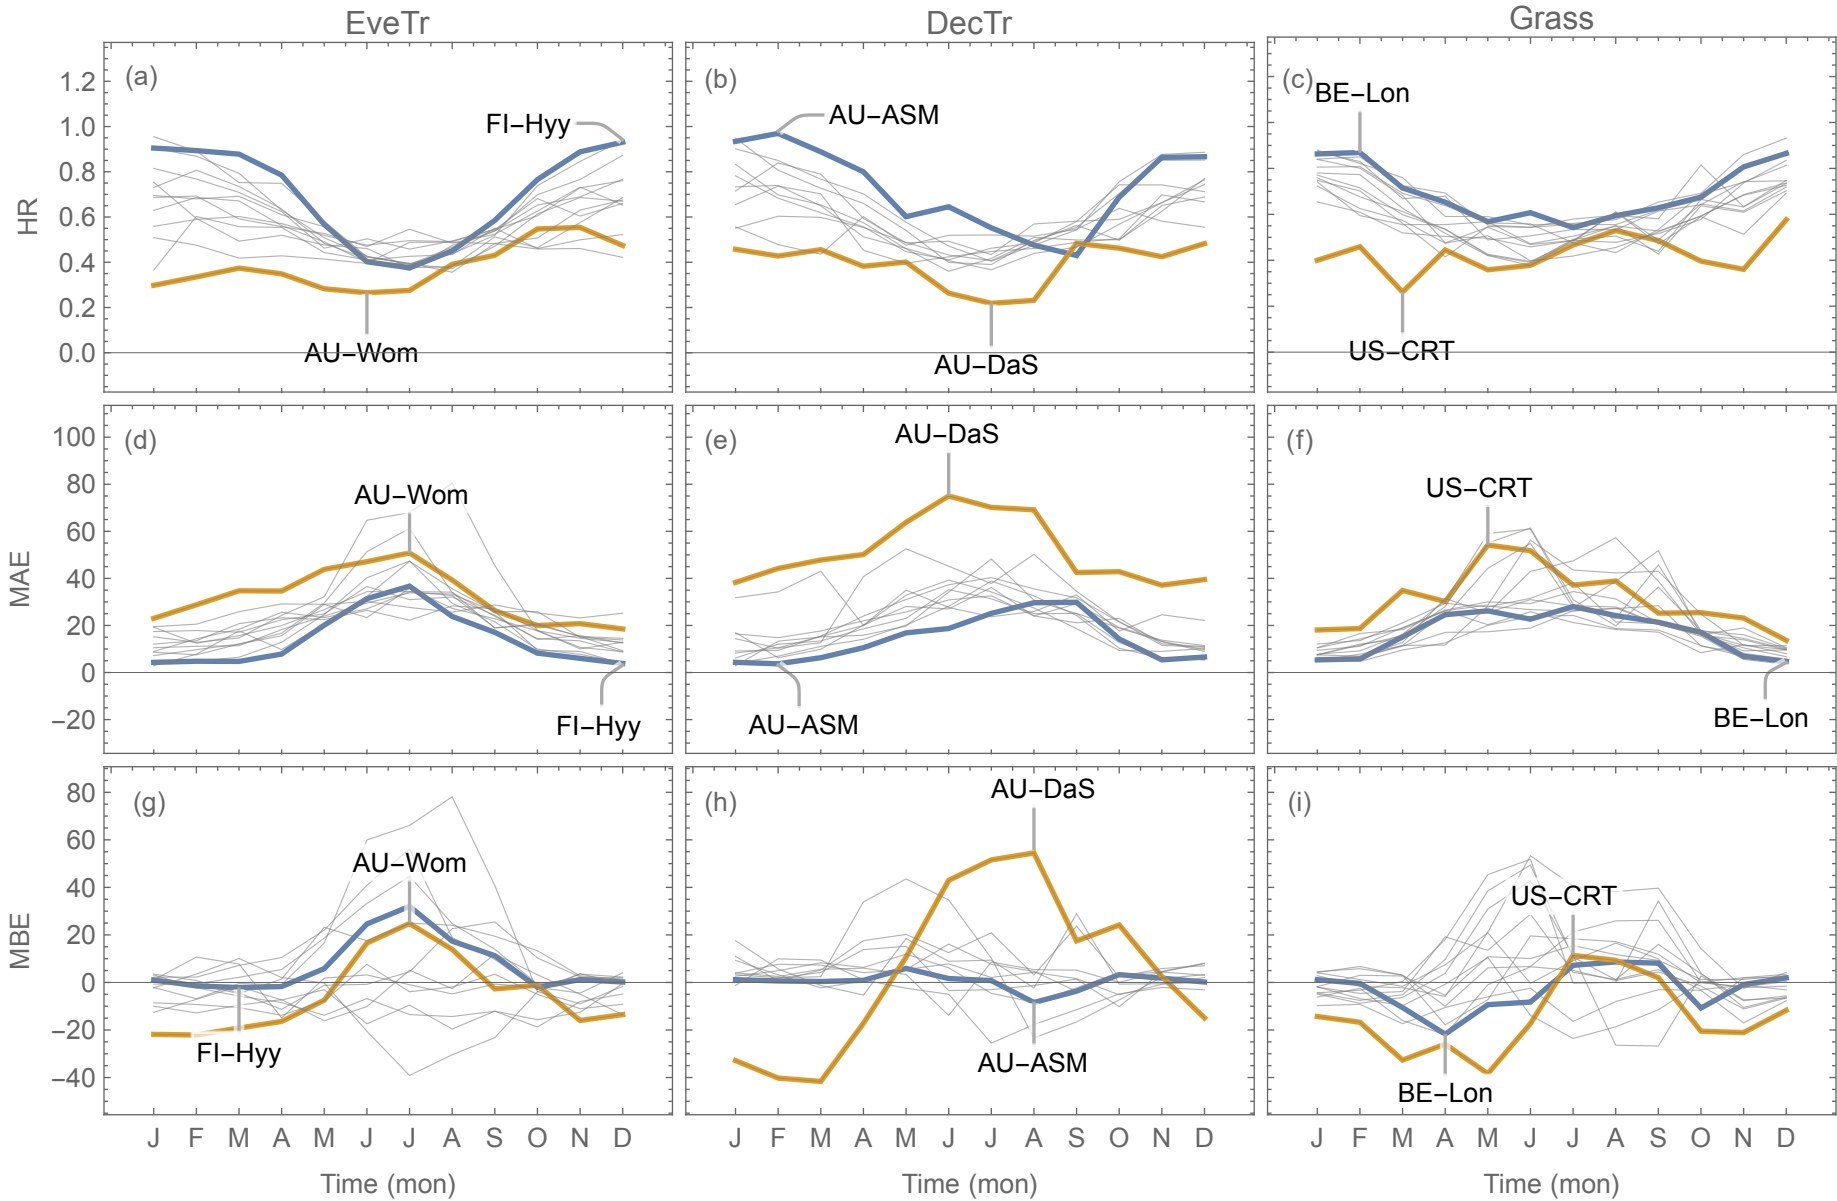 EveTr DecTr Grass
(a) (b) (c)
HR
1.2
1.0
0.8
0.6
0.4
0.2
0.0
FI−Hyy
AU−Wom
AU−ASM
AU−DaS
BE−Lon
US−CRT
(d) (e) (f)
MAE
100
80
60
40
20
0
−20
AU−Wom
FI−Hyy
AU−DaS
AU−ASM
US−CRT
BE−Lon
(g) (h) (i)
MBE
80
60
40
20
0
−20
−40
AU−Wom
FI−Hyy
AU−DaS
AU−ASM
US−CRT
BE−Lon
J F M A M J J A S O N D
J F M A M J J A S O N D
J F M A M J J A S O N D
Time (mon) Time (mon) Time (mon)